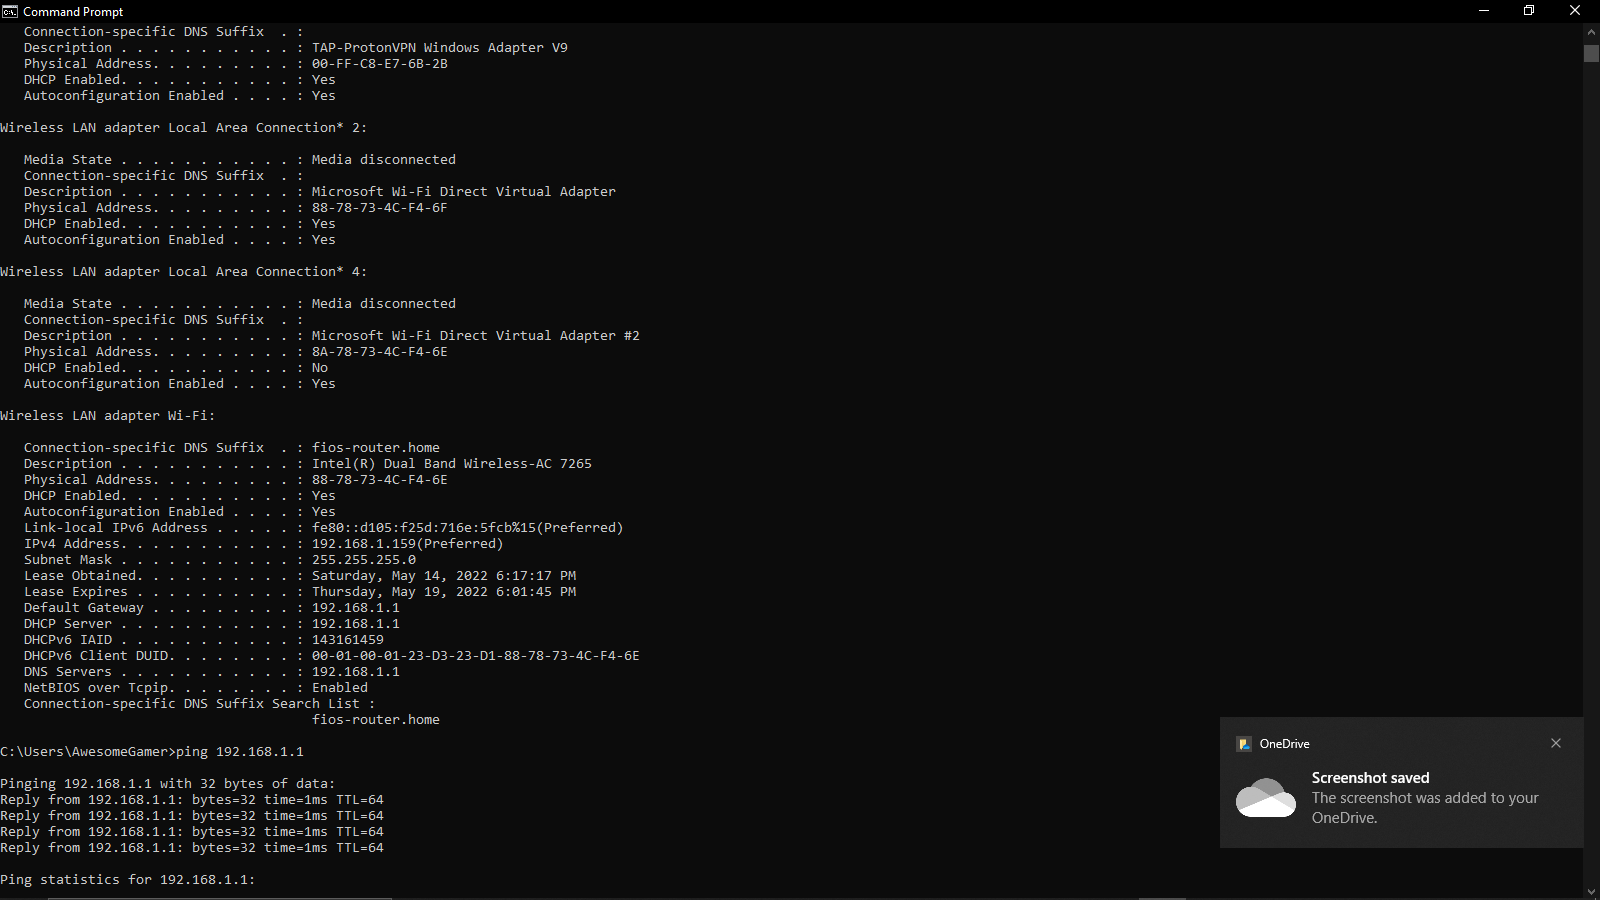 Command Prompt
   Connection-specific DNS Suffix  . :
   Description . . . . . . . . . . . : TAP-ProtonVPN Windows Adapter V9
   Physical Address. . . . . . . . . : 00-FF-C8-E7-6B-2B
   DHCP Enabled. . . . . . . . . . . : Yes
   Autoconfiguration Enabled . . . . : Yes
Wireless LAN adapter Local Area Connection* 2:
   Media State . . . . . . . . . . . : Media disconnected
   Connection-specific DNS Suffix  . :
   Description . . . . . . . . . . . : Microsoft Wi-Fi Direct Virtual Adapter
   Physical Address. . . . . . . . . : 88-78-73-4C-F4-6F
   DHCP Enabled. . . . . . . . . . . : Yes
   Autoconfiguration Enabled . . . . : Yes
Wireless LAN adapter Local Area Connection* 4:
   Media State . . . . . . . . . . . : Media disconnected
   Connection-specific DNS Suffix  . :
   Description . . . . . . . . . . . : Microsoft Wi-Fi Direct Virtual Adapter #2
   Physical Address. . . . . . . . . : 8A-78-73-4C-F4-6E
   DHCP Enabled. . . . . . . . . . . : No
   Autoconfiguration Enabled . . . . : Yes
Wireless LAN adapter Wi-Fi:
   Connection-specific DNS Suffix  . : fios-router.home
   Description . . . . . . . . . . . : Intel(R) Dual Band Wireless-AC 7265
   Physical Address. . . . . . . . . : 88-78-73-4C-F4-6E
   DHCP Enabled. . . . . . . . . . . : Yes
   Autoconfiguration Enabled . . . . : Yes
   Link-local IPv6 Address . . . . . : fe80::d105:f25d:716e:5fcb%15(Preferred)
   IPv4 Address. . . . . . . . . . . : 192.168.1.159(Preferred)
   Subnet Mask . . . . . . . . . . . : 255.255.255.0
   Lease Obtained. . . . . . . . . . : Saturday, May 14, 2022 6:17:17 PM
   Lease Expires . . . . . . . . . . : Thursday, May 19, 2022 6:01:45 PM
   Default Gateway . . . . . . . . . : 192.168.1.1
   DHCP Server . . . . . . . . . . . : 192.168.1.1
   DHCPv6 IAID . . . . . . . . . . . : 143161459
   DHCPv6 Client DUID. . . . . . . . : 00-01-00-01-23-D3-23-D1-88-78-73-4C-F4-6E
   DNS Servers . . . . . . . . . . . : 192.168.1.1
   NetBIOS over Tcpip. . . . . . . . : Enabled
   Connection-specific DNS Suffix Search List :
                                       fios-router.home
C:\Users\AwesomeGamer>ping 192.168.1.1
Pinging 192.168.1.1 with 32 bytes of data:
Reply from 192.168.1.1: bytes=32 time=1ms TTL=64
Reply from 192.168.1.1: bytes=32 time=1ms TTL=64
Reply from 192.168.1.1: bytes=32 time=1ms TTL=64
Reply from 192.168.1.1: bytes=32 time=1ms TTL=64
Ping statistics for 192.168.1.1:
OneDrive
Screenshot saved
The screenshot was added to your
OneDrive.